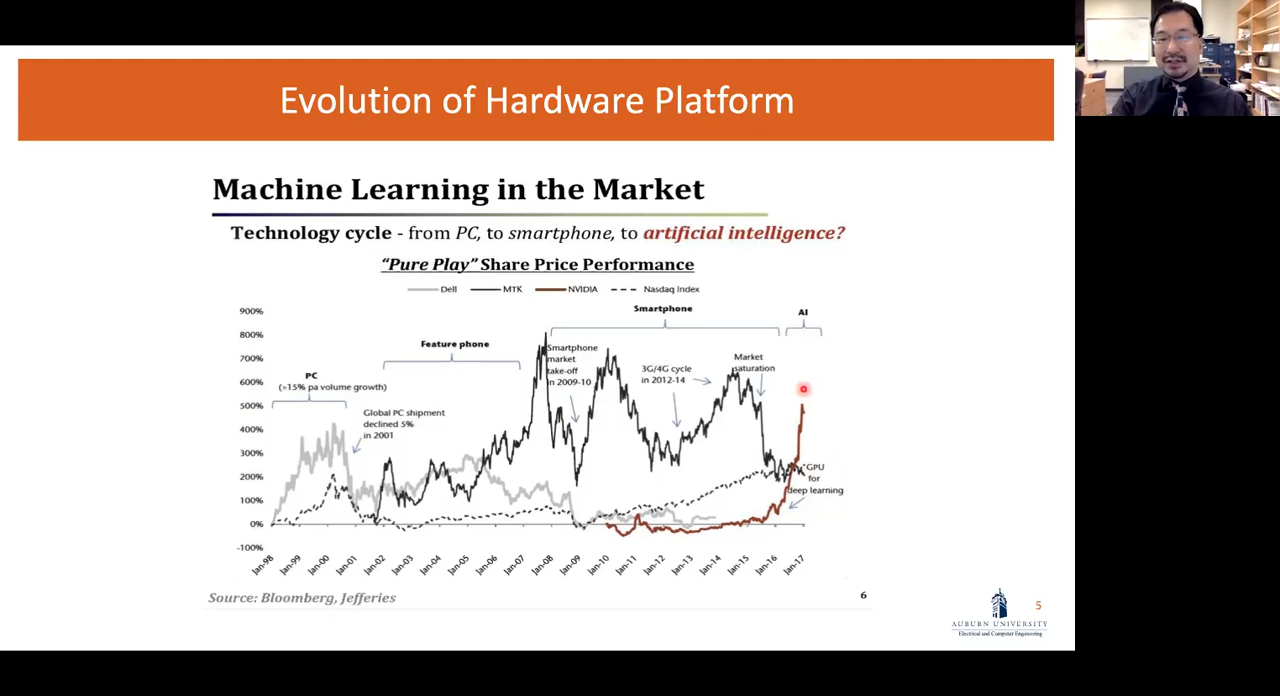 Evolution of Hardware Platform
Machine Learning in the Market
Technology cycle - from PC, to smartphone, to artificial intelligence?
“Pure Play” Share Price Performance
Dell MTK NVIDIA Nasdaq Index
900%
800%
700%
600%
500%
400%
300%
200%
100%
0%
-100%
PC
(>15% pa volume growth)
Global PC shipment
declined 5%
in 2001
Feature phone
Smartphone
market
take-off
in 2009-10
Smartphone
3G/4G cycle
in 2012-14
Market
saturation
AI
GPU
for
deep learning
Jan-98 Jan-99 Jan-00 Jan-01 Jan-02 Jan-03 Jan-04 Jan-05 Jan-06 Jan-07 Jan-08 Jan-09 Jan-10 Jan-11 Jan-12 Jan-13 Jan-14 Jan-15 Jan-16 Jan-17
Source: Bloomberg, Jefferies
6
5
AUBURN UNIVERSITY
Electrical and Computer Engineering